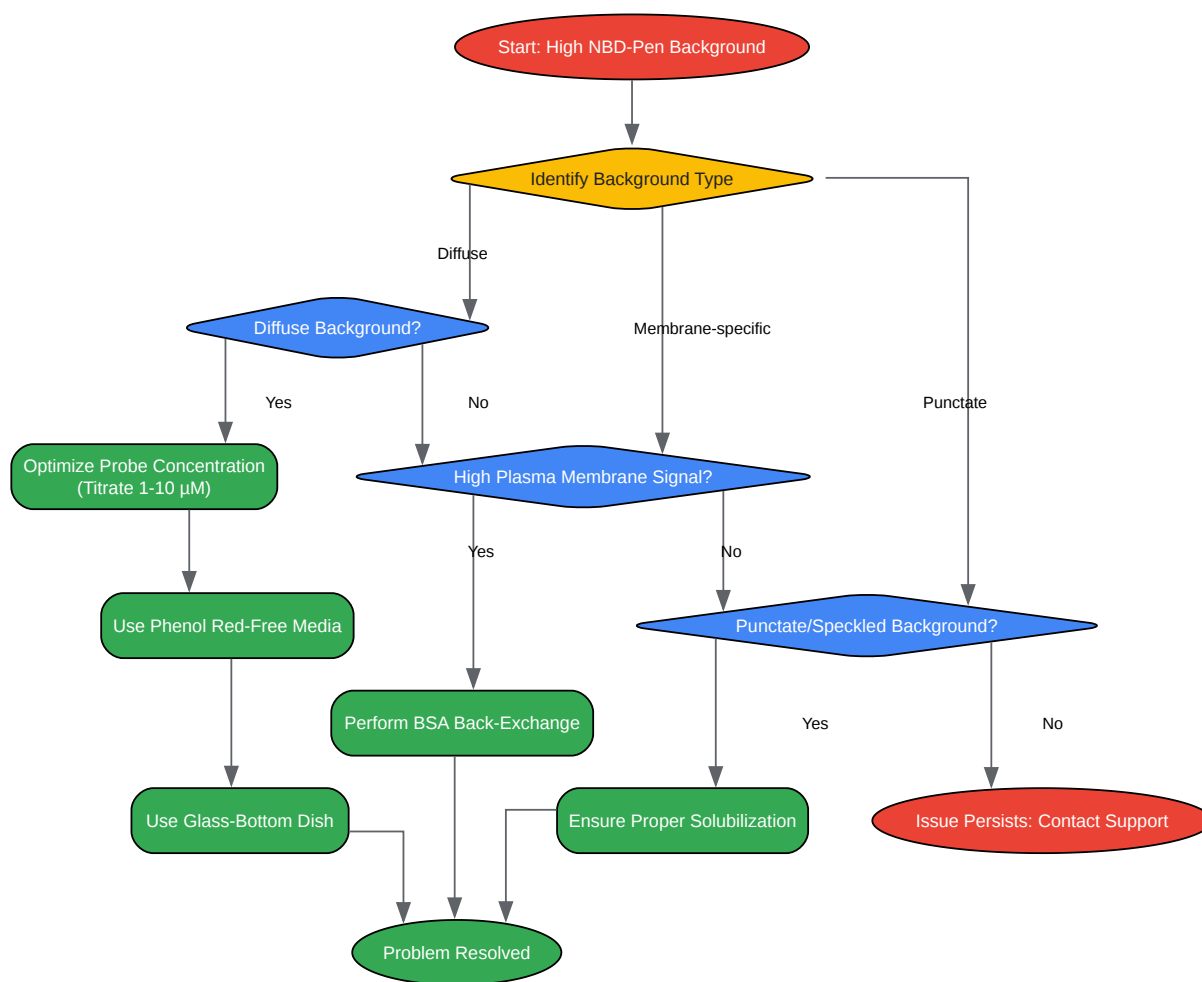 Start: High NBD-Pen Background
Identify Background Type
Diffuse
Diffuse Background?
Membrane-specific
Yes
No
Punctate
Optimize Probe Concentration
(Titrate 1-10 µM)
High Plasma Membrane Signal?
Yes
No
Use Phenol Red-Free Media
Punctate/Speckled Background?
Perform BSA Back-Exchange
Yes
No
Use Glass-Bottom Dish
Ensure Proper Solubilization
Issue Persists: Contact Support
Problem Resolved